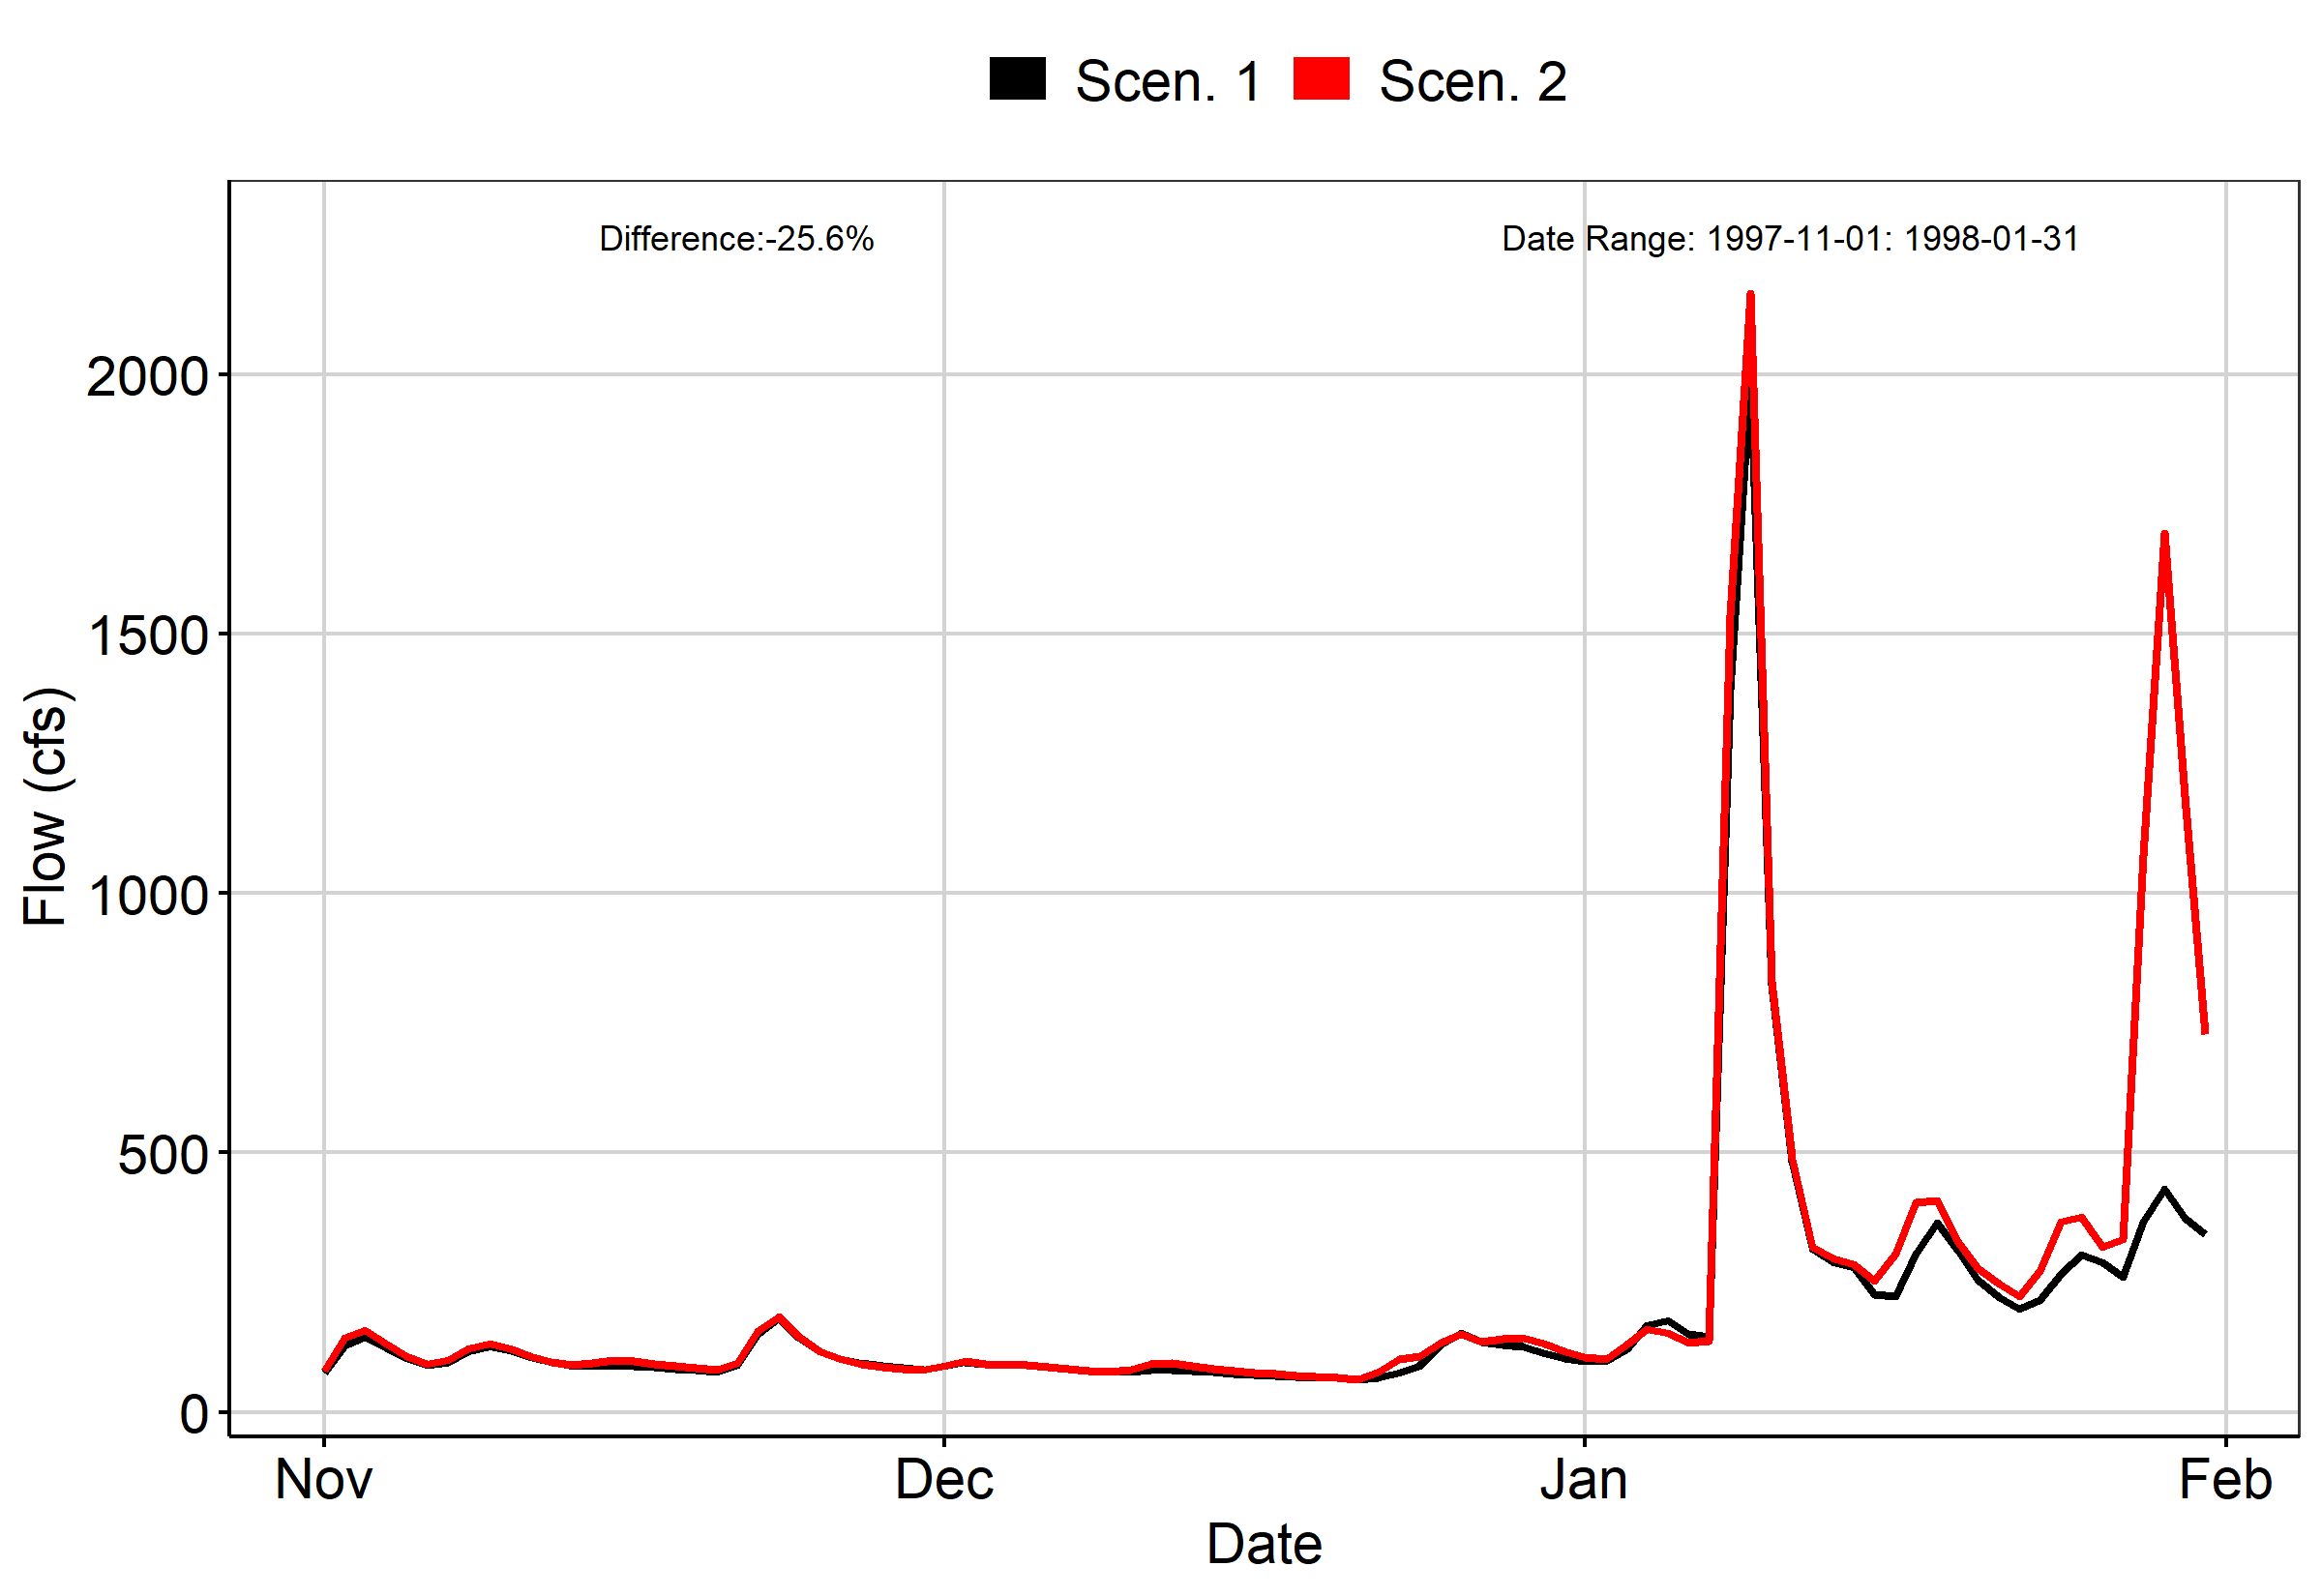 Scen. 1 Scen. 2
Difference:-25.6% Date Range: 1997-11-01: 1998-01-31
2000
1500
1000
500
0
Flow (cfs)
Nov Dec Jan Feb
Date